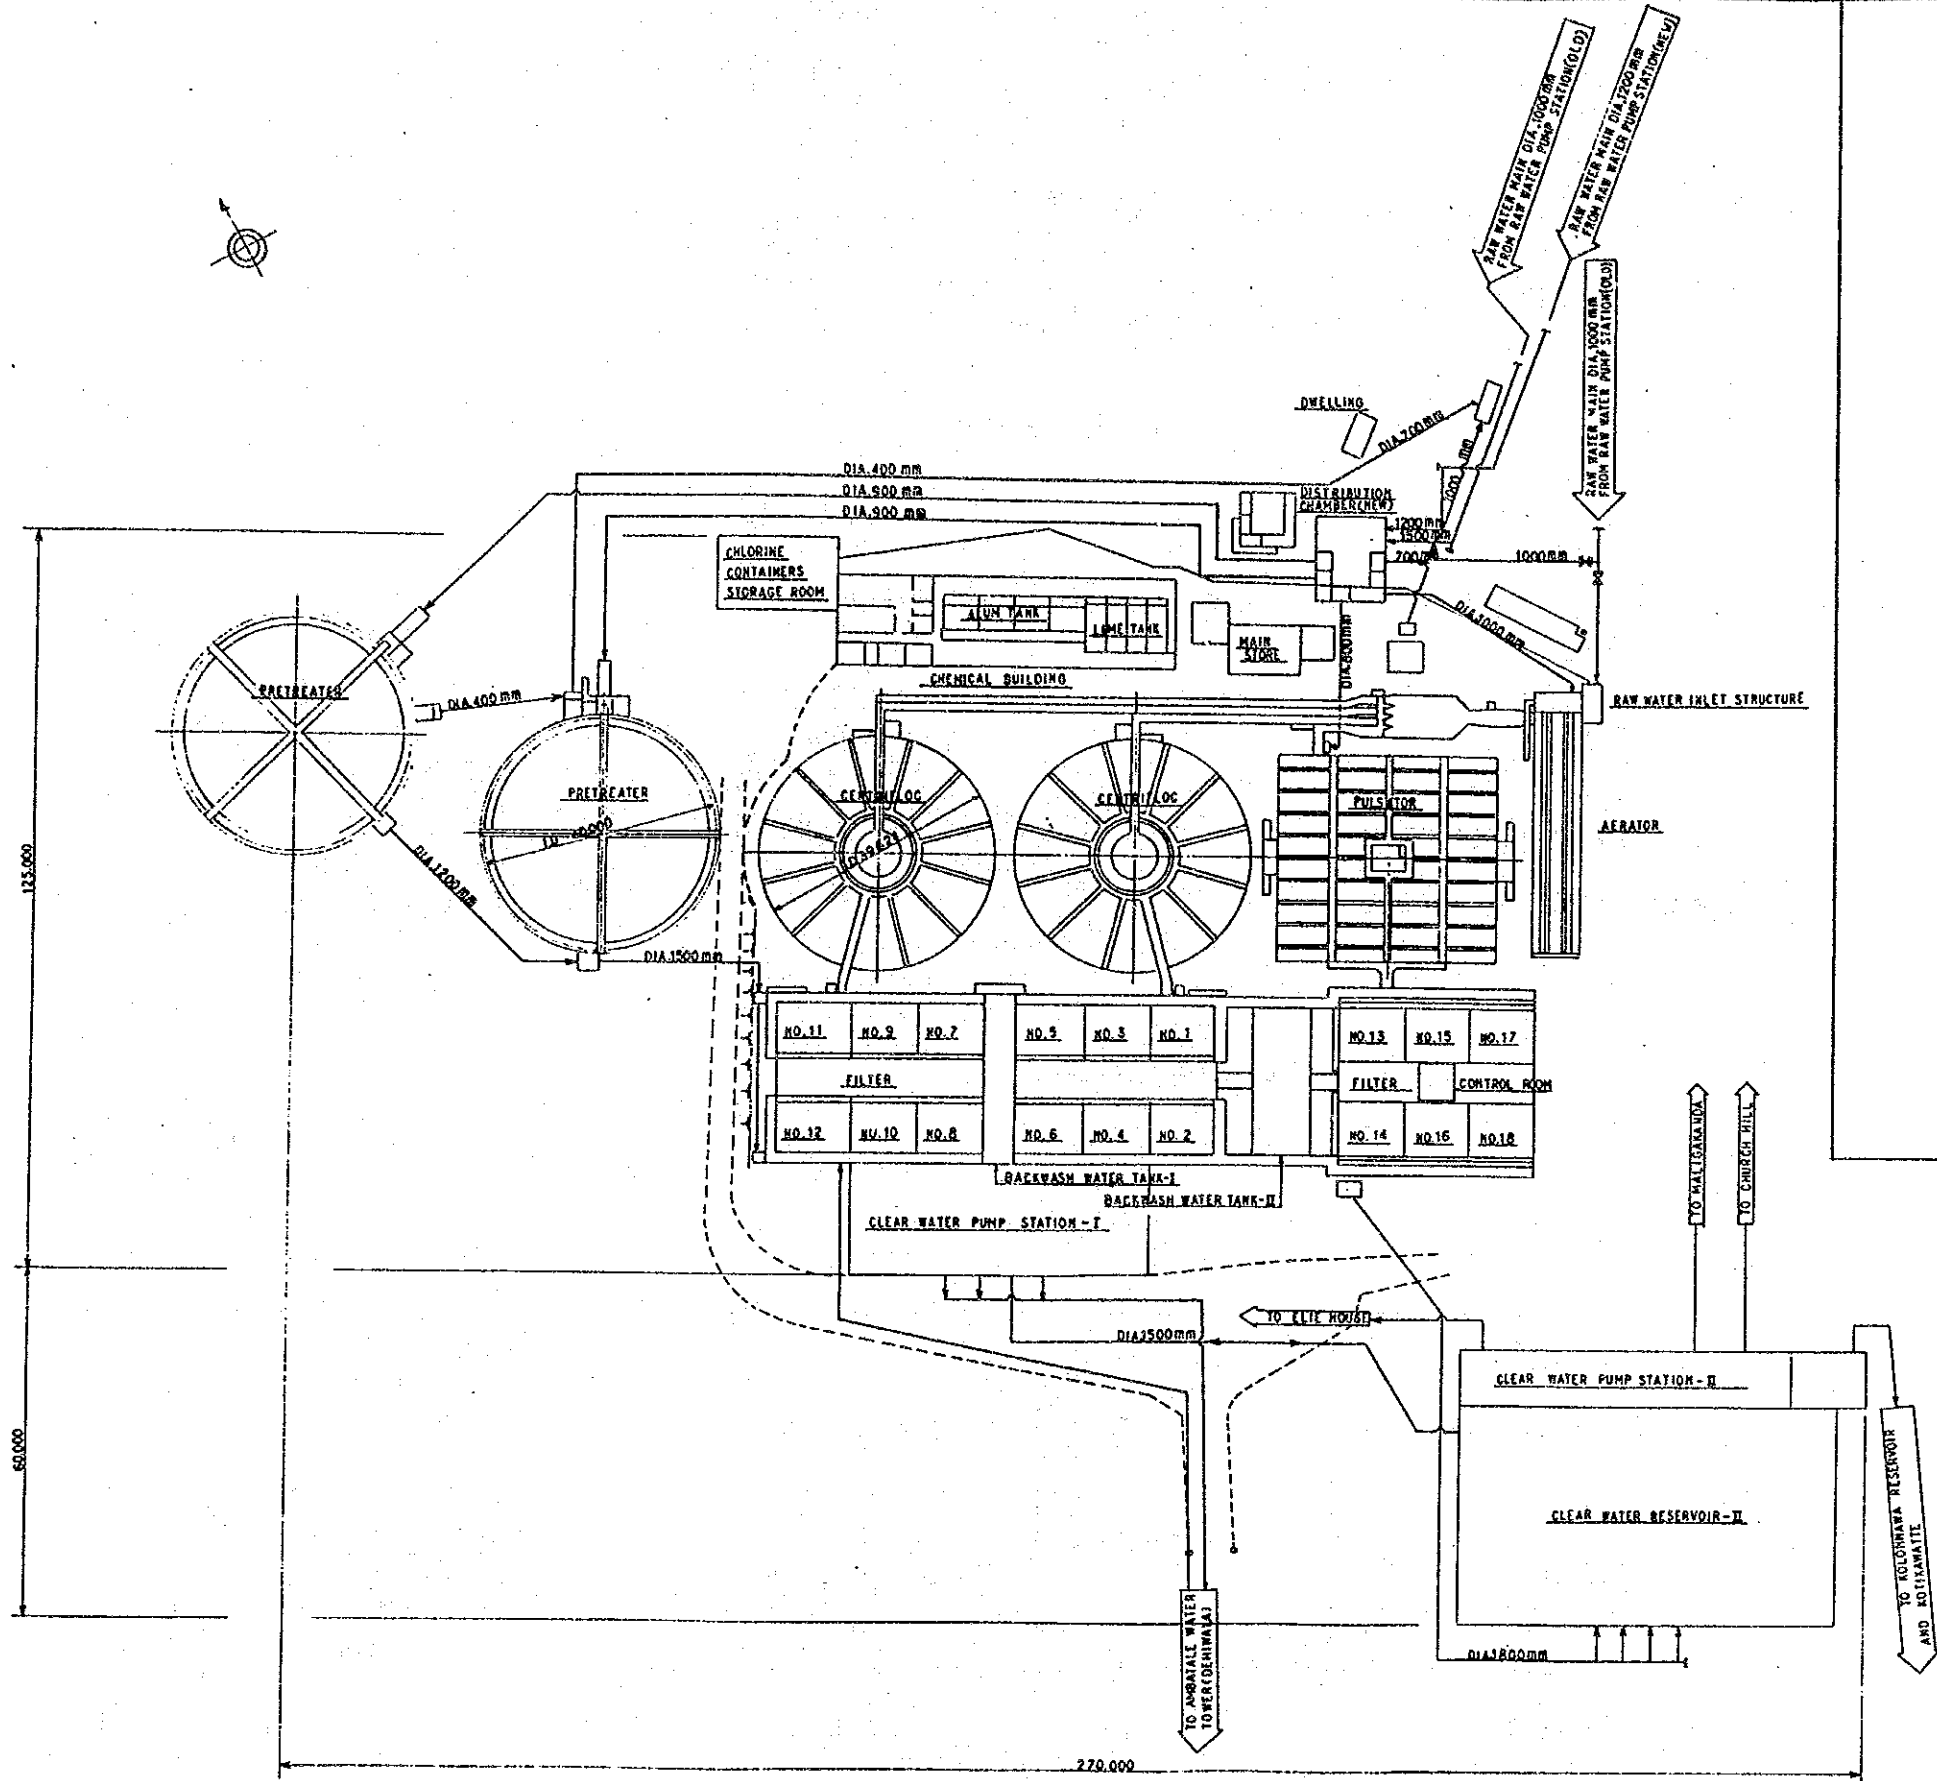 RAW WATER MAIN DIA.1000mm
FROM RAW WATER PUMP STATION(OLD)
RAW WATER MAIN DIA.1200mm
FROM RAW WATER PUMP STATION(NEW)
RAW WATER MAIN DIA.1000mm
FROM RAW WATER PUMP STATION(OLD)
DWELLING
DIA.700mm
DIA.400 mm
DIA.900 mm
DIA.900 mm
DISTRIBUTION
CHAMBER(NEW)
1200mm
1500mm
700mm
1000mm
CHLORINE
CONTAINERS
STORAGE ROOM
ALUM TANK
LIME TANK
MAIN
STORE
DIA.800mm
DIA.1000mm
CHEMICAL BUILDING
PRETREATER
DIA.400mm
RAW WATER INLET STRUCTURE
PRETREATER
CENTRIFLOC
CENTRIFLOC
PULSATOR
AERATOR
DIA.1200mm
DIA.1500mm
125.000
NO.11
NO.9
NO.7
NO.5
NO.3
NO.1
NO.13
NO.15
NO.17
FILTER
FILTER
CONTROL ROOM
NO.12
NO.10
NO.8
NO.6
NO.4
NO.2
NO.14
NO.16
NO.18
BACKWASH WATER TANK-I
BACKWASH WATER TANK-II
CLEAR WATER PUMP STATION-I
TO MALIGAKANDA
TO CHURCH HILL
TO ELIE HOUSE
DIA.1500mm
CLEAR WATER PUMP STATION-II
60.000
CLEAR WATER RESERVOIR-II
TO KOLONNAWA RESERVOIR
AND KOTIKAWATTE
DIA.1800mm
TO AMBATALE WATER
TOWER(DEHIWALA)
270.000